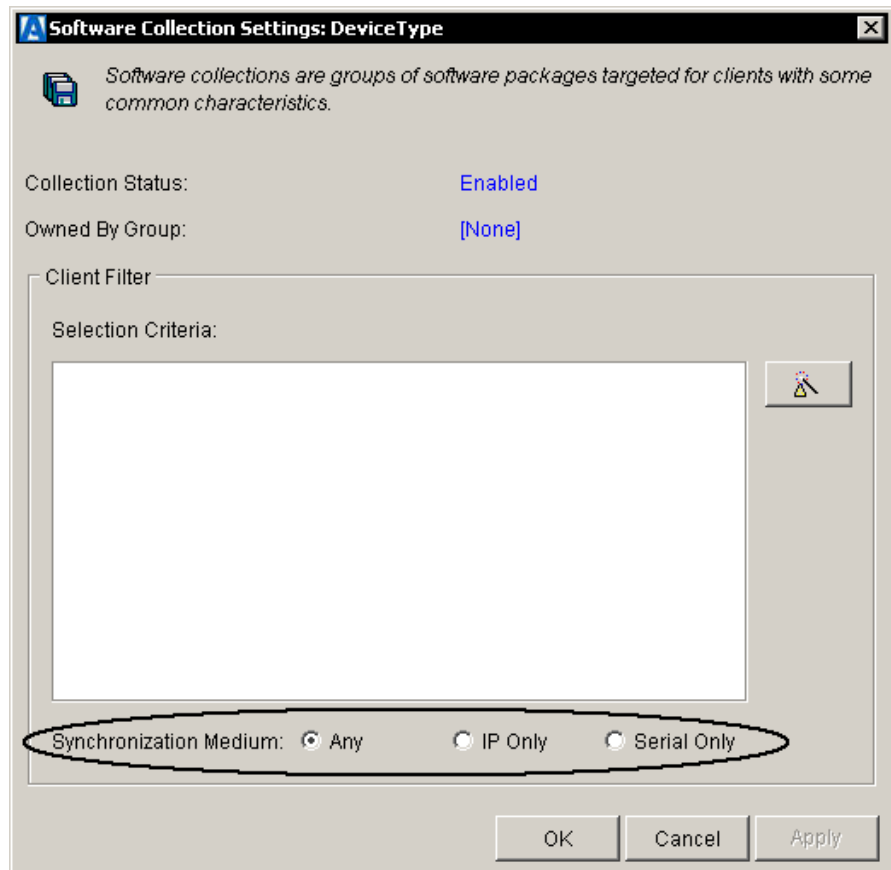 Software Collection Settings: DeviceType
Software collections are groups of software packages targeted for clients with some
common characteristics.
Collection Status: Enabled
Owned By Group: [None]
Client Filter
Selection Criteria:
Synchronization Medium: Any IP Only Serial Only
OK Cancel Apply